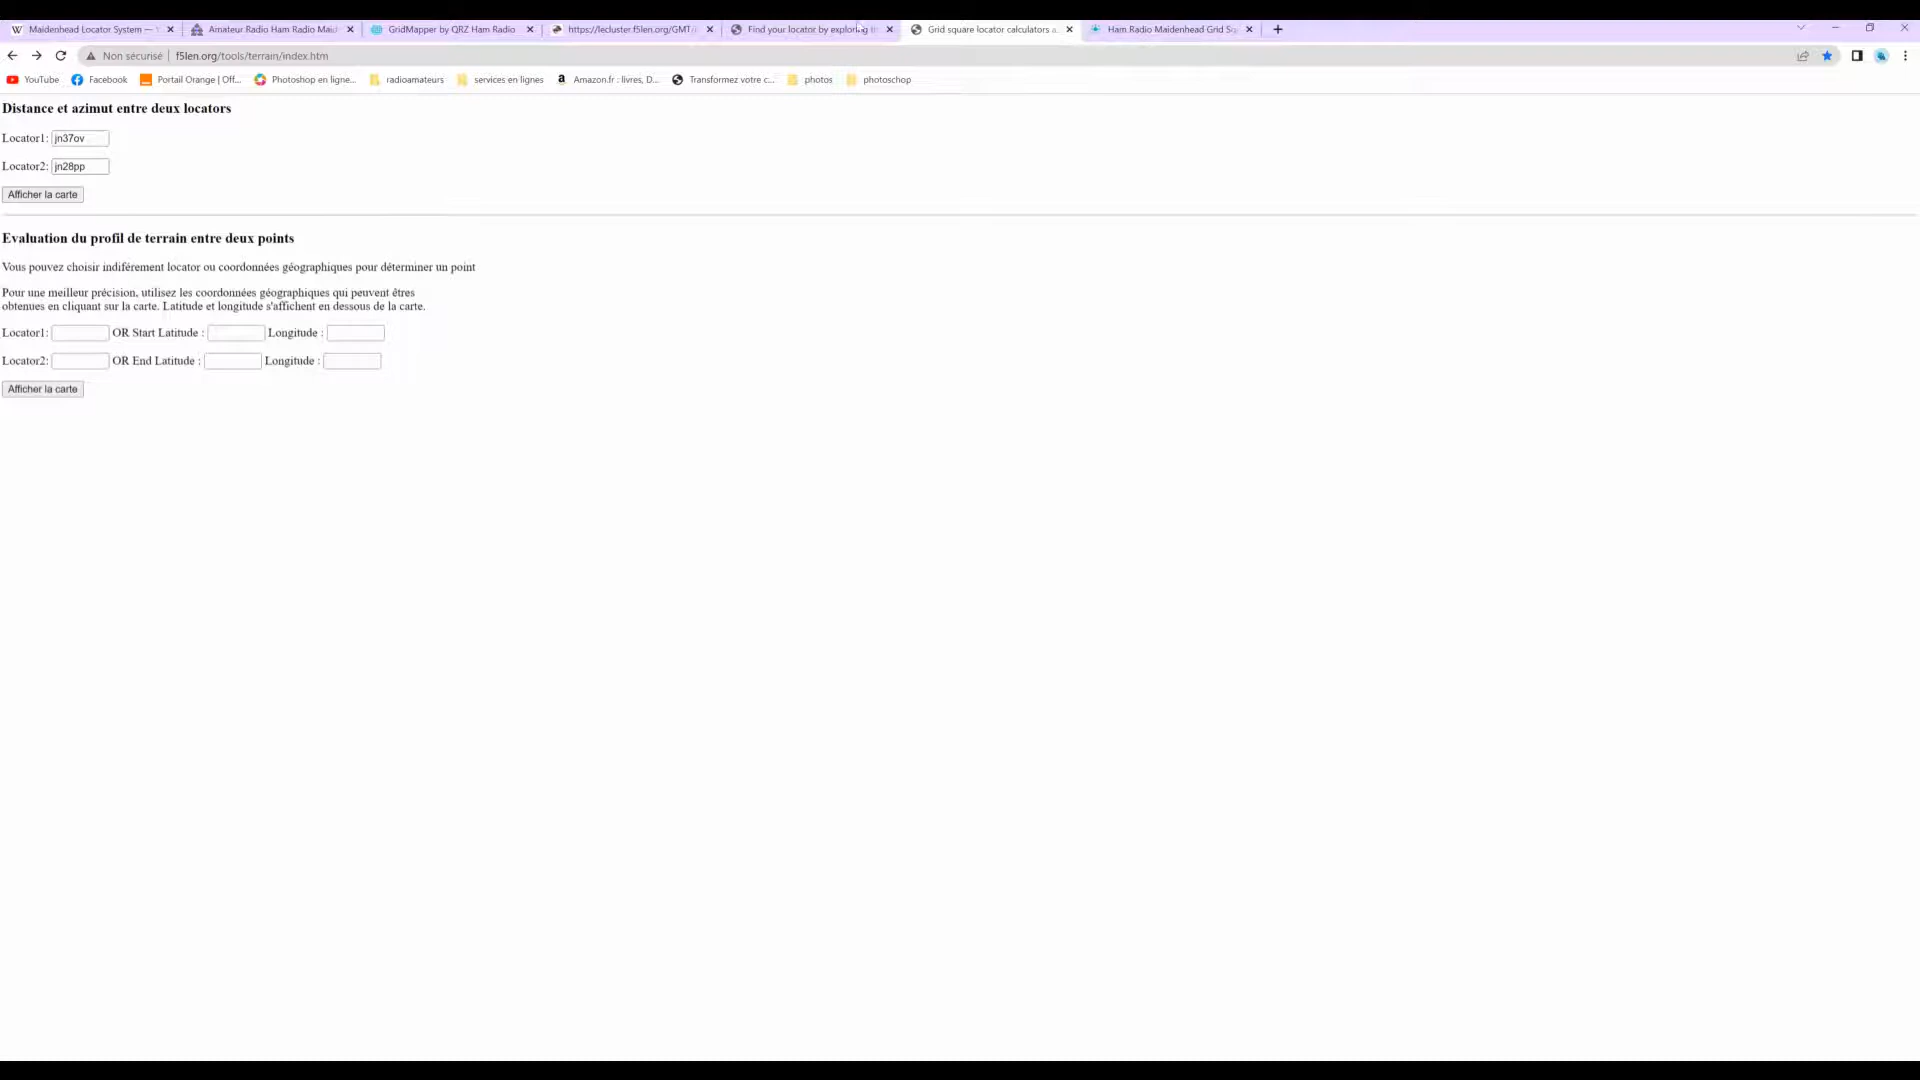 Maidenhead Locator System —
Amateur Radio Ham Radio Maid
GridMapper by QRZ Ham Radio
https://lecluster.f5len.org/GMT/
Find your locator by exploring
Grid square locator calculators a
Ham Radio Maidenhead Grid Sq
Non sécurisé
f5len.org/tools/terrain/index.htm
YouTube
Facebook
Portail Orange | Off...
Photoshop en ligne...
radioamateurs
services en lignes
Amazon.fr : livres, D...
Transformez votre c...
photos
photoschop
Distance et azimut entre deux locators
Locator1: jn37ov
Locator2: jn28pp
Afficher la carte
Evaluation du profil de terrain entre deux points
Vous pouvez choisir indiférement locator ou coordonnées géographiques pour déterminer un point
Pour une meilleur précision, utilisez les coordonnées géographiques qui peuvent êtres
obtenues en cliquant sur la carte. Latitude et longitude s'affichent en dessous de la carte.
Locator1: OR Start Latitude : Longitude :
Locator2: OR End Latitude : Longitude :
Afficher la carte